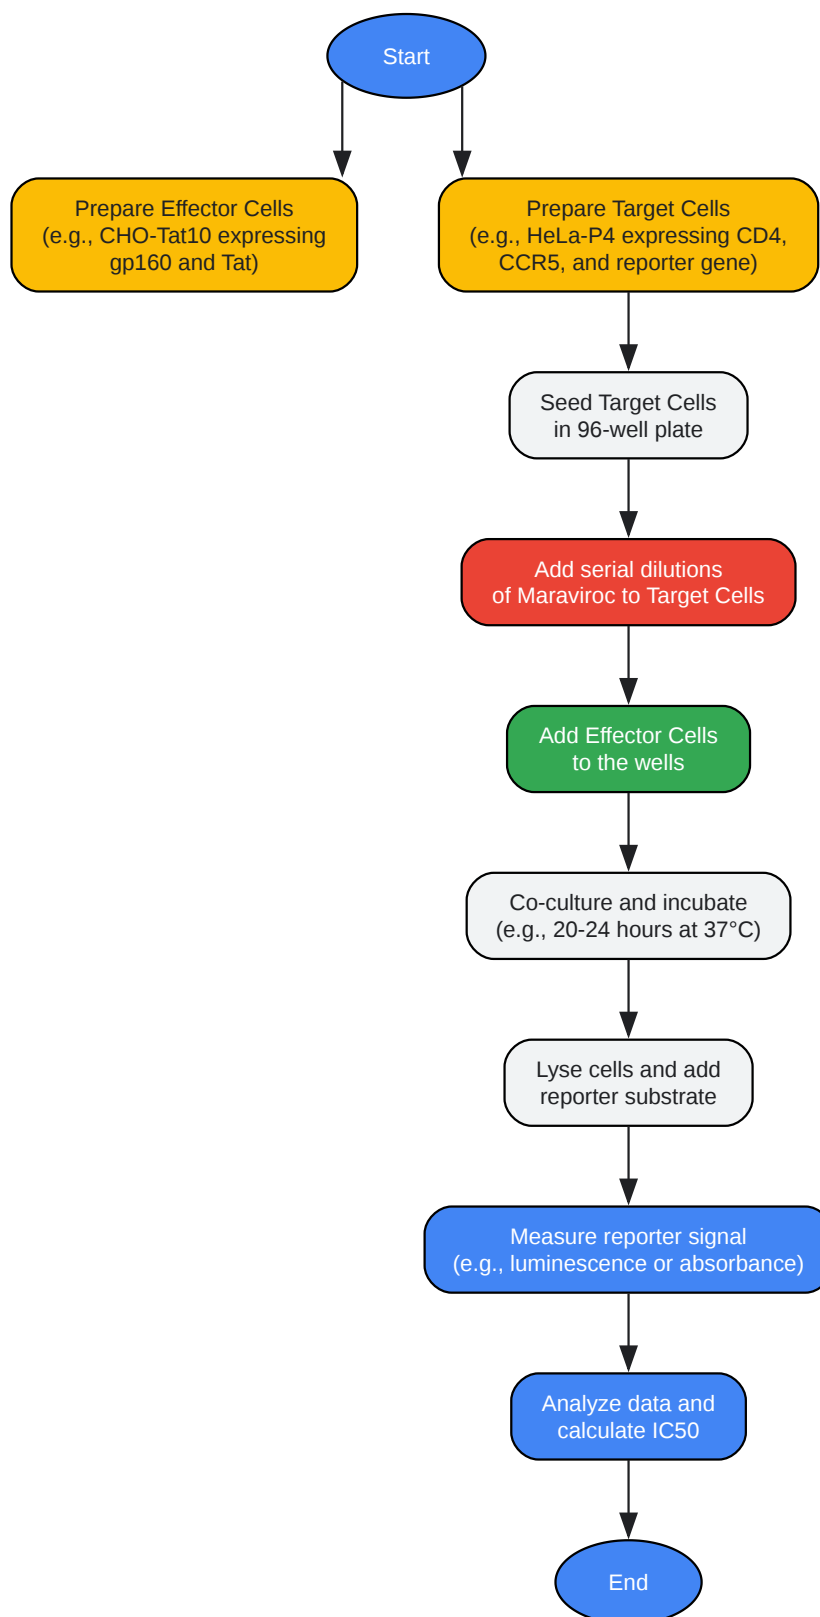 Start
Prepare Effector Cells
(e.g., CHO-Tat10 expressing
gp160 and Tat)
Prepare Target Cells
(e.g., HeLa-P4 expressing CD4,
CCR5, and reporter gene)
Seed Target Cells
in 96-well plate
Add serial dilutions
of Maraviroc to Target Cells
Add Effector Cells
to the wells
Co-culture and incubate
(e.g., 20-24 hours at 37°C)
Lyse cells and add
reporter substrate
Measure reporter signal
(e.g., luminescence or absorbance)
Analyze data and
calculate IC50
End